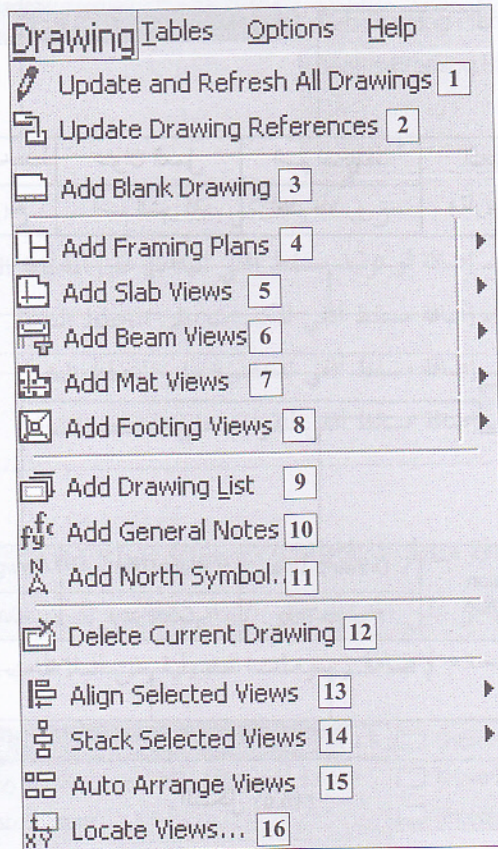 Drawing Tables Options Help
Update and Refresh All Drawings 1
Update Drawing References 2
Add Blank Drawing 3
Add Framing Plans 4
Add Slab Views 5
Add Beam Views 6
Add Mat Views 7
Add Footing Views 8
Add Drawing List 9
fy fc Add General Notes 10
N Add North Symbol.. 11
Delete Current Drawing 12
Align Selected Views 13
Stack Selected Views 14
Auto Arrange Views 15
XY Locate Views... 16